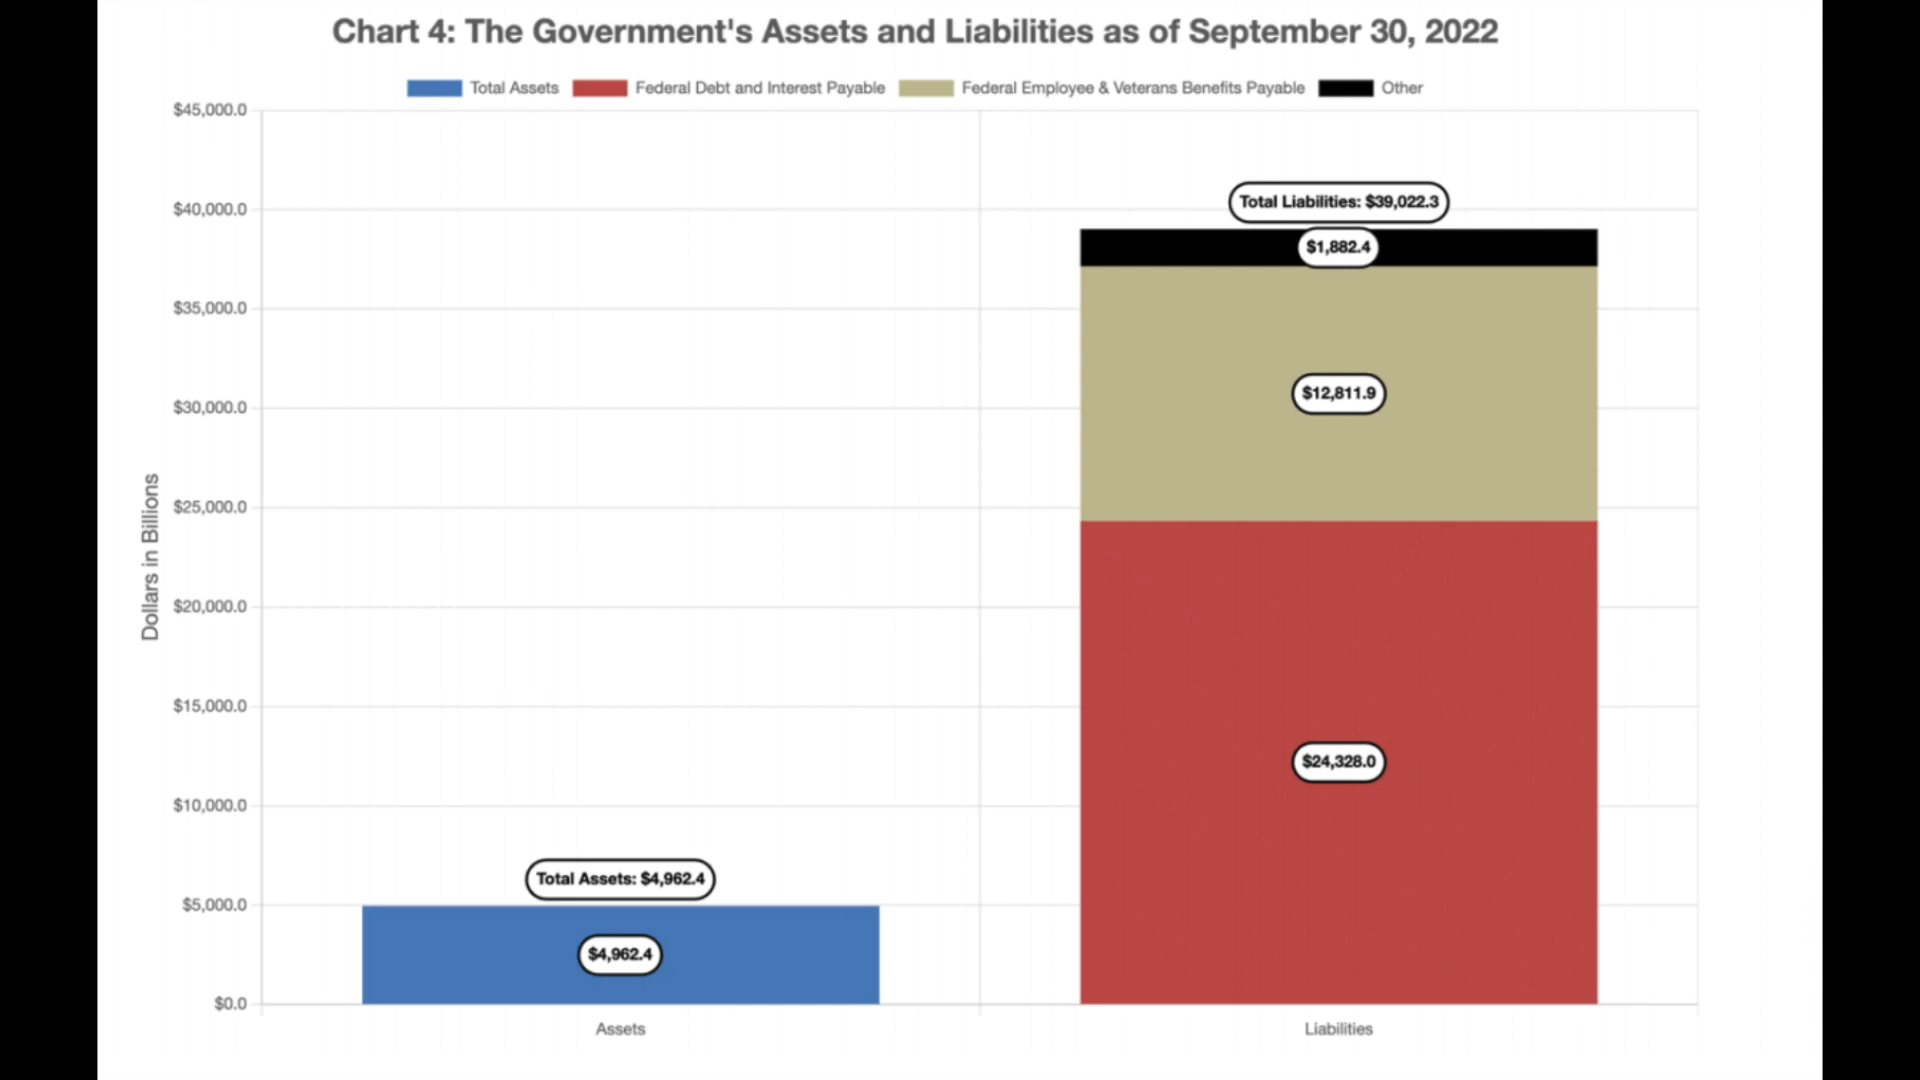 Chart 4: The Government's Assets and Liabilities as of September 30, 2022
Total Assets Federal Debt and Interest Payable Federal Employee & Veterans Benefits Payable Other
$45,000.0
$40,000.0
$35,000.0
$30,000.0
$25,000.0
$20,000.0
$15,000.0
$10,000.0
$5,000.0
$0.0
Dollars in Billions
Total Assets: $4,962.4
$4,962.4
Assets
Total Liabilities: $39,022.3
$1,882.4
$12,811.9
$24,328.0
Liabilities